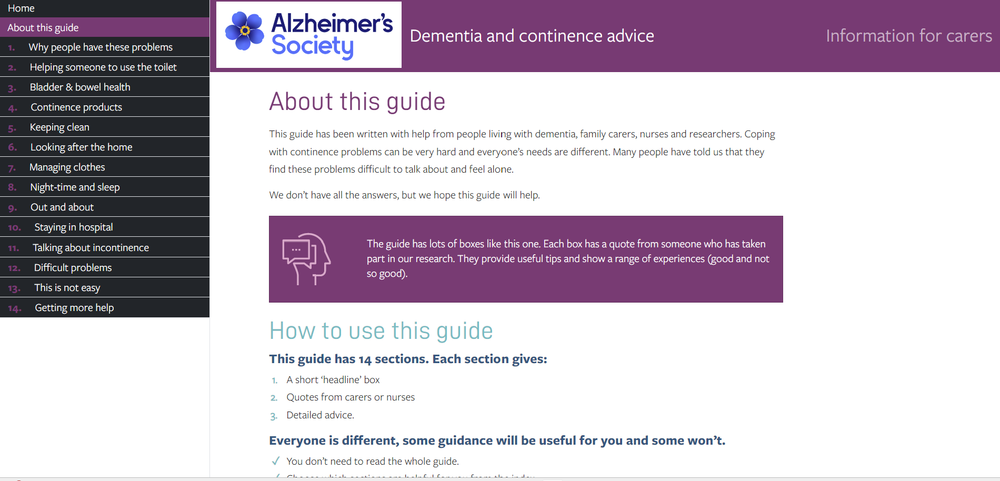 Home
About this guide
1. Why people have these problems
2. Helping someone to use the toilet
3. Bladder & bowel health
4. Continence products
5. Keeping clean
6. Looking after the home
7. Managing clothes
8. Night-time and sleep
9. Out and about
10. Staying in hospital
11. Talking about incontinence
12. Difficult problems
13. This is not easy
14. Getting more help
Alzheimer's
Society
Dementia and continence advice
Information for carers
About this guide
This guide has been written with help from people living with dementia, family carers, nurses and researchers. Coping
with continence problems can be very hard and everyone's needs are different. Many people have told us that they
find these problems difficult to talk about and feel alone.
We don't have all the answers, but we hope this guide will help.
The guide has lots of boxes like this one. Each box has a quote from someone who has taken
part in our research. They provide useful tips and show a range of experiences (good and not
so good).
How to use this guide
This guide has 14 sections. Each section gives:
1. A short ‘headline’ box
2. Quotes from carers or nurses
3. Detailed advice.
Everyone is different, some guidance will be useful for you and some won't.
✓ You don't need to read the whole guide.
Choose which sections are helpful for you from the index